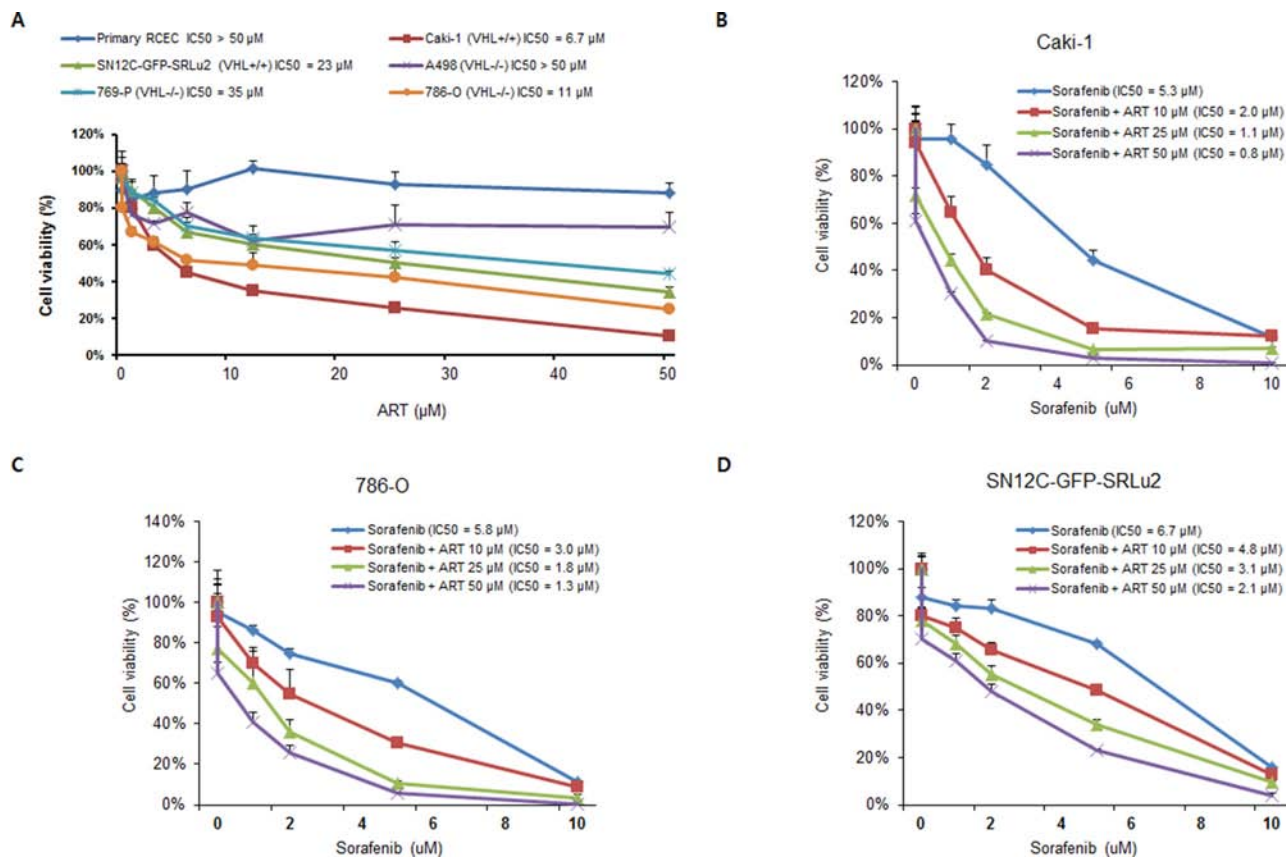 A
Primary RCEC IC50 > 50 µM
Caki-1 (VHL+/+) IC50 = 6.7 µM
SN12C-GFP-SRLu2 (VHL+/+) IC50 = 23 µM
A498 (VHL-/-) IC50 > 50 µM
769-P (VHL-/-) IC50 = 35 µM
786-O (VHL-/-) IC50 = 11 µM
120%
100%
80%
60%
40%
20%
0%
Cell viability (%)
0 10 20 30 40 50
ART (µM)
B
Caki-1
Sorafenib (IC50 = 5.3 µM)
Sorafenib + ART 10 µM (IC50 = 2.0 µM)
Sorafenib + ART 25 µM (IC50 = 1.1 µM)
Sorafenib + ART 50 µM (IC50 = 0.8 µM)
120%
100%
80%
60%
40%
20%
0%
Cell viability (%)
0 2 4 6 8 10
Sorafenib (uM)
C
786-O
Sorafenib (IC50 = 5.8 µM)
Sorafenib + ART 10 µM (IC50 = 3.0 µM)
Sorafenib + ART 25 µM (IC50 = 1.8 µM)
Sorafenib + ART 50 µM (IC50 = 1.3 µM)
140%
120%
100%
80%
60%
40%
20%
0%
Cell viability (%)
0 2 4 6 8 10
Sorafenib (uM)
D
SN12C-GFP-SRLu2
Sorafenib (IC50 = 6.7 µM)
Sorafenib + ART 10 µM (IC50 = 4.8 µM)
Sorafenib + ART 25 µM (IC50 = 3.1 µM)
Sorafenib + ART 50 µM (IC50 = 2.1 µM)
120%
100%
80%
60%
40%
20%
0%
Cell viability (%)
0 2 4 6 8 10
Sorafenib (uM)